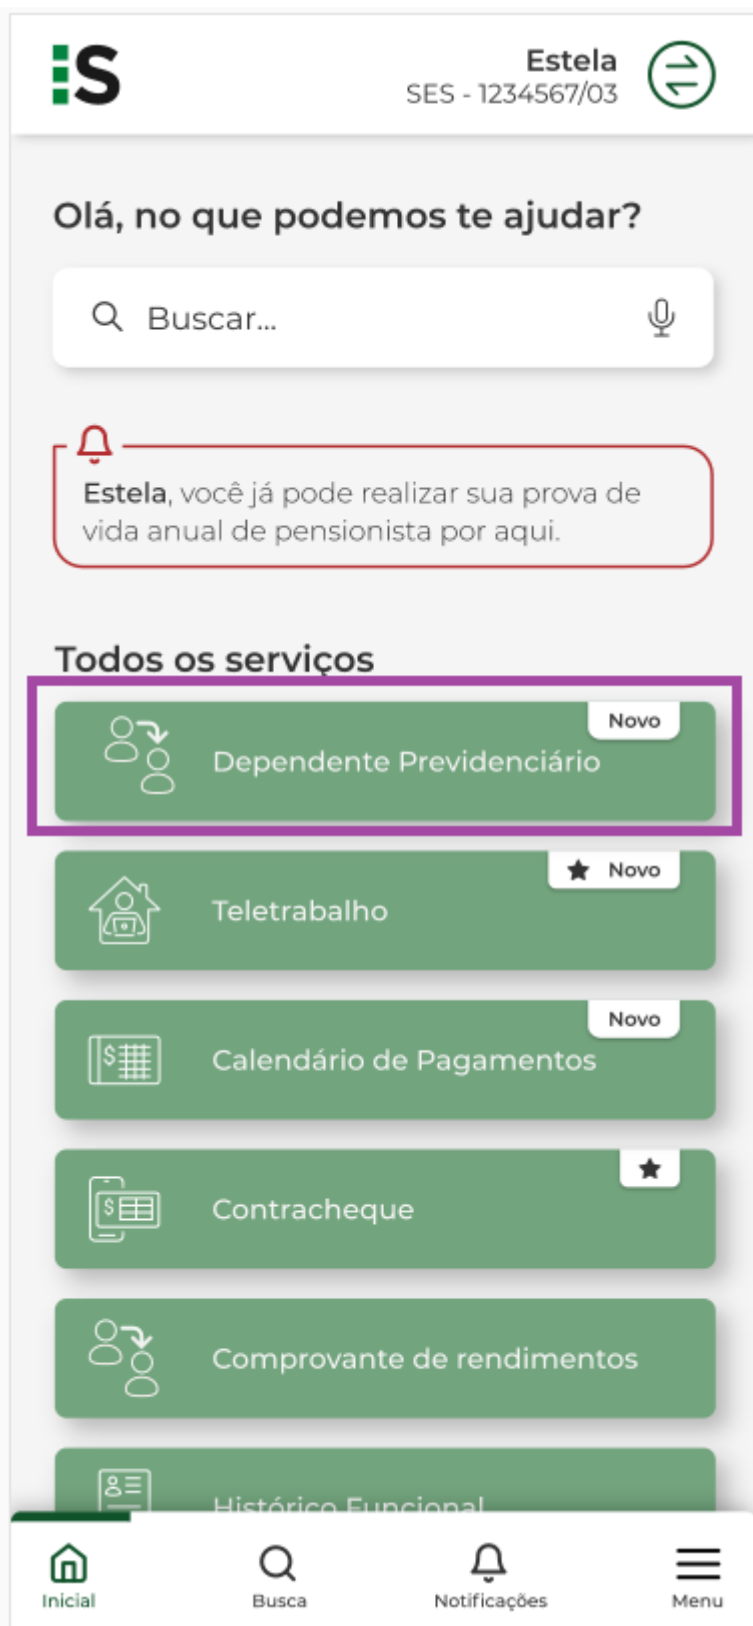 S
Estela
SES - 1234567/03
Olá, no que podemos te ajudar?
Buscar...
Estela, você já pode realizar sua prova de
vida anual de pensionista por aqui.
Todos os serviços
Novo
Dependente Previdenciário
Novo
Teletrabalho
Novo
Calendário de Pagamentos
Contracheque
Comprovante de rendimentos
Histórico Funcional
Inicial
Busca
Notificações
Menu